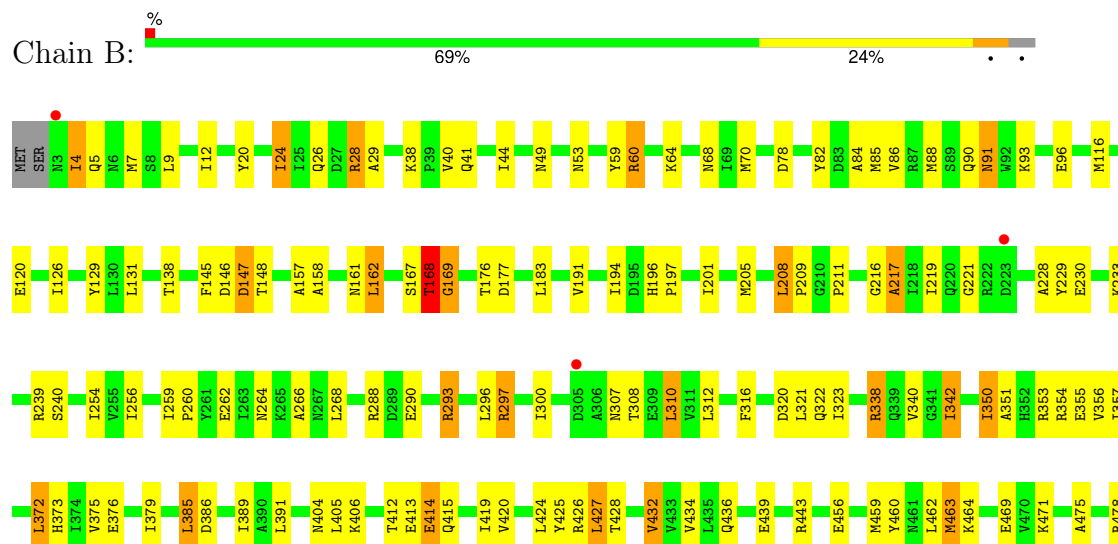 %
Chain B: 69% 24% • •
MET SER N3 I4 Q5 N6 M7 S8 L9 I12 Y20 I24 I25 Q26 D27 R28 A29 K38 P39 V40 Q41 I44 N49 N53 Y59 R60 K64 N68 I69 M70 D78 Y82 D83 A84 M85 V86 R87 M88 S89 Q90 N91 W92 K93 E96 M116
E120 I126 Y129 L130 L131 T138 F145 D146 D147 T148 A157 A158 N161 L162 S167 T168 G169 T176 D177 L183 V191 I194 D195 H196 P197 I201 M205 L208 P209 G210 P211 G216 A217 I218 I219 Q220 G221 R222 D223 A228 Y229 E230 K233
R239 S240 I254 V255 I256 I259 P260 Y261 E262 I263 N264 K265 A266 N267 L268 R288 D289 E290 R293 L296 R297 I300 D305 A306 N307 T308 E309 L310 V311 L312 F316 D320 L321 Q322 I323 R338 Q339 V340 G341 I342 I350 A351 H352 R353 R354 E355 V356 I357
L372 H373 I374 V375 E376 I379 L385 D386 I389 A390 L391 N404 L405 K406 T412 E413 E414 Q415 I419 V420 L424 Y425 R426 L427 T428 V432 V433 V434 L435 Q436 E439 R443 E456 M459 Y460 N461 L462 M463 K464 E469 V470 K471 A475